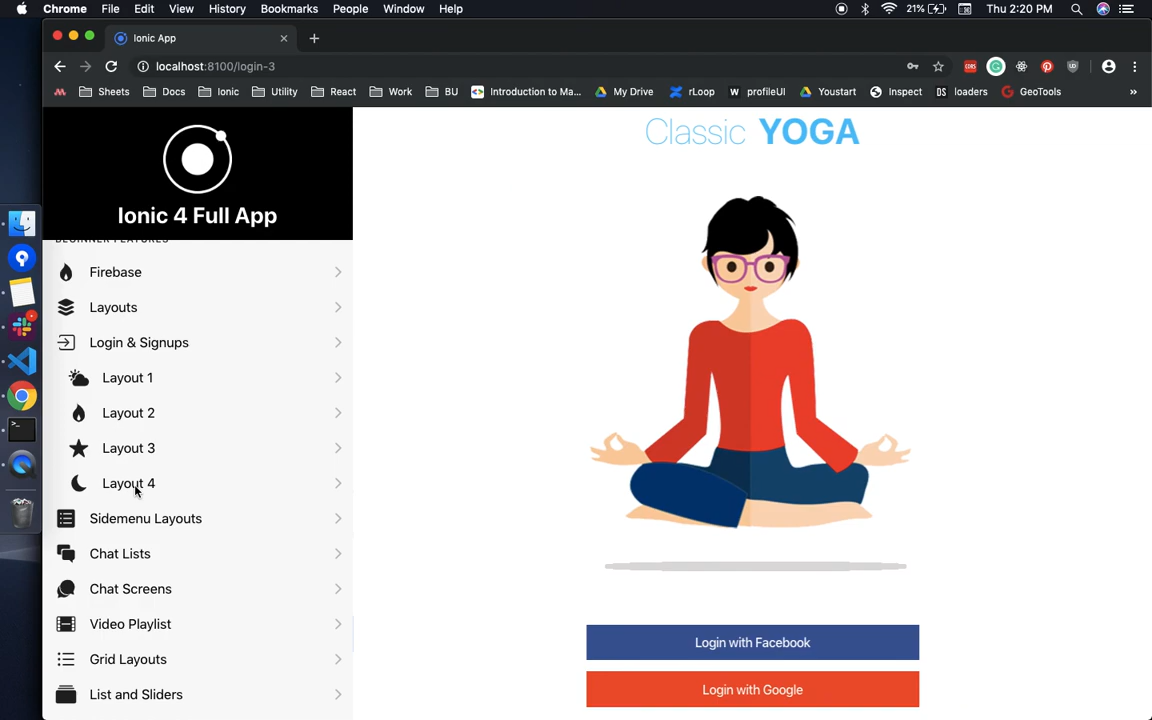 Chrome File Edit View History Bookmarks People Window Help 21% Thu 2:20 PM
Ionic App
localhost:8100/login-3
Sheets Docs Ionic Utility React Work BU Introduction to Ma... My Drive rLoop W profileUI Youstart Inspect DS loaders GeoTools »
Ionic 4 Full App
Classic YOGA
BEGINNER FEATURES
Firebase
Layouts
Login & Signups
Layout 1
Layout 2
Layout 3
Layout 4
Sidemenu Layouts
Chat Lists
Chat Screens
Video Playlist
Grid Layouts
List and Sliders
Login with Facebook
Login with Google